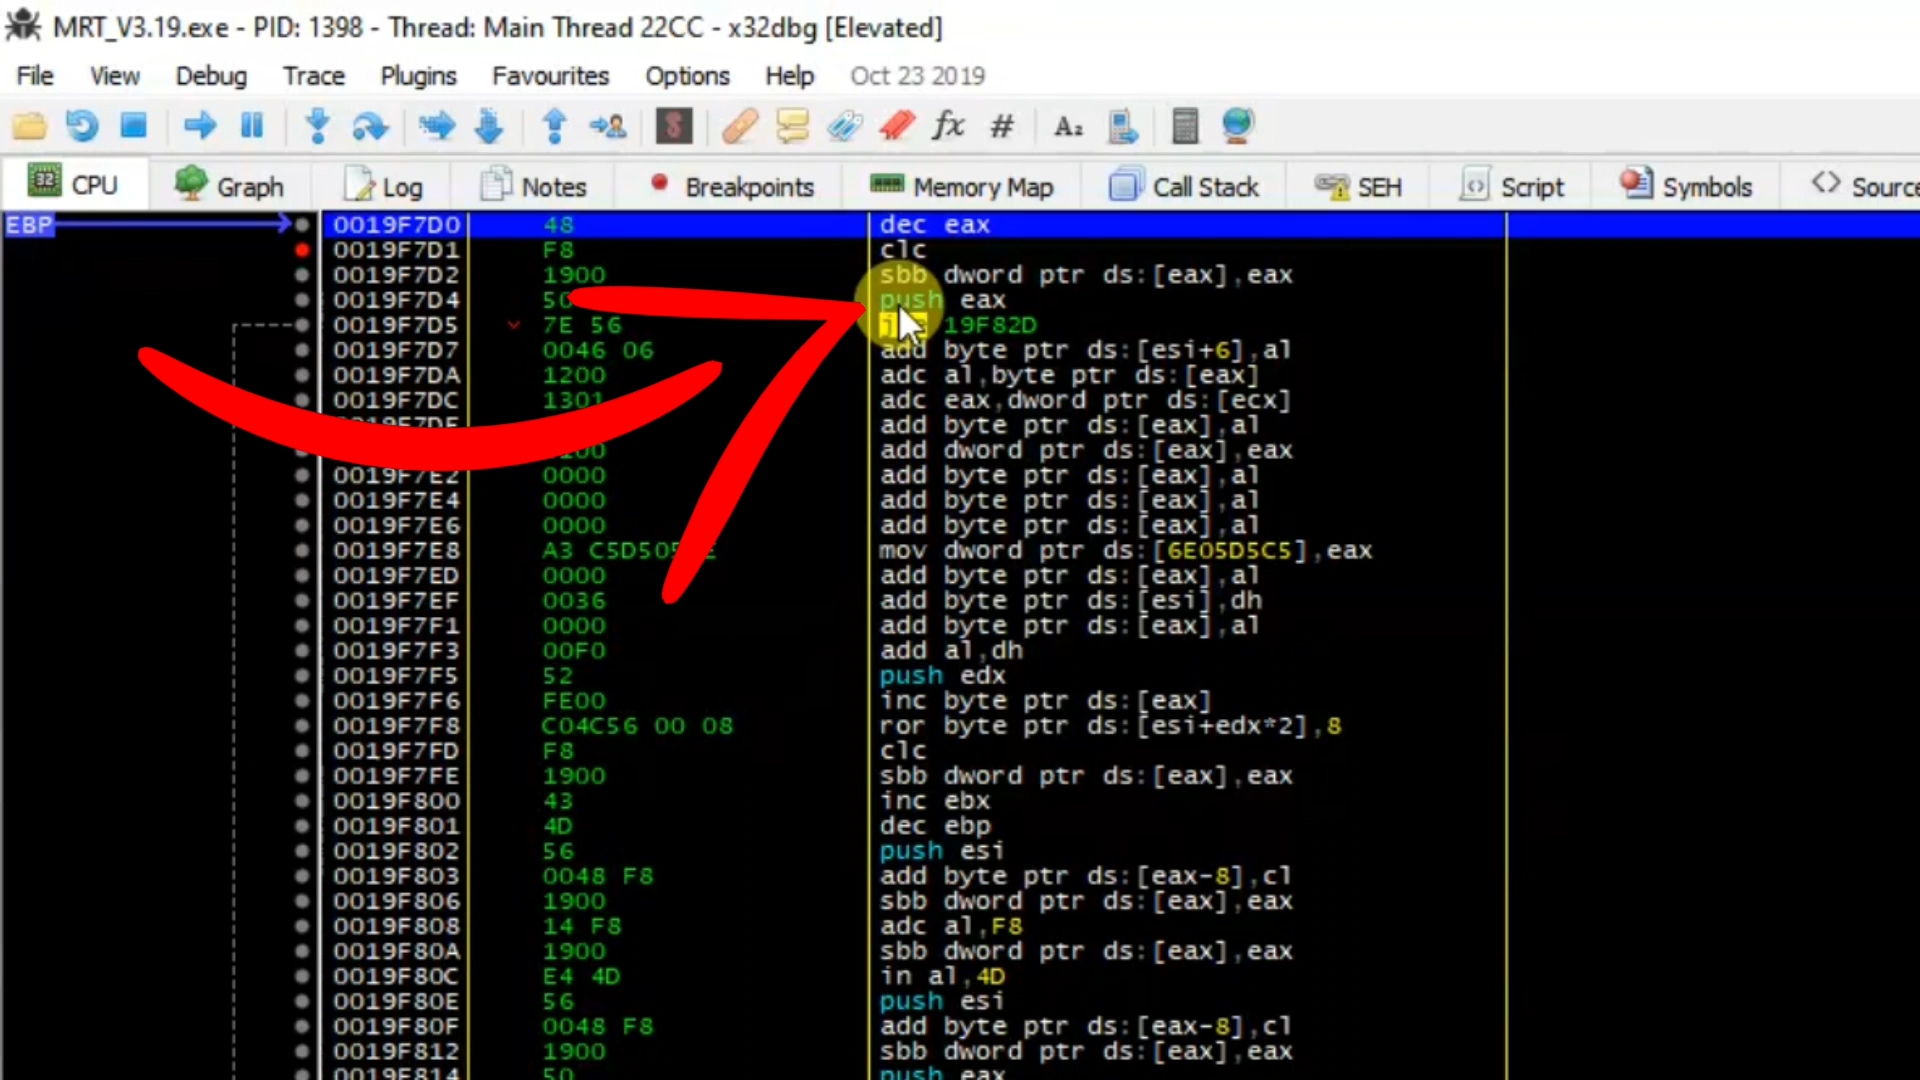 MRT_V3.19.exe - PID: 1398 - Thread: Main Thread 22CC - x32dbg [Elevated]
File View Debug Trace Plugins Favourites Options Help Oct 23 2019
fx # A2
32 CPU Graph Log Notes Breakpoints Memory Map Call Stack SEH Script Symbols <> Source
EBP 0019F7D0 48 dec eax
0019F7D1 F8 clc
0019F7D2 1900 sbb dword ptr ds:[eax],eax
0019F7D4 50 push eax
0019F7D5 7E 56 19F82D
0019F7D7 0046 06 add byte ptr ds:[esi+6],al
0019F7DA 1200 adc al,byte ptr ds:[eax]
0019F7DC 1301 adc eax,dword ptr ds:[ecx]
add byte ptr ds:[eax],al
add dword ptr ds:[eax],eax
0019F7E2 0000 add byte ptr ds:[eax],al
0019F7E4 0000 add byte ptr ds:[eax],al
0019F7E6 0000 add byte ptr ds:[eax],al
0019F7E8 A3 mov dword ptr ds:[6E05D5C5],eax
0019F7ED 0000 add byte ptr ds:[eax],al
0019F7EF 0036 add byte ptr ds:[esi],dh
0019F7F1 0000 add byte ptr ds:[eax],al
0019F7F3 00F0 add al,dh
0019F7F5 52 push edx
0019F7F6 FE00 inc byte ptr ds:[eax]
0019F7F8 C04C56 00 08 ror byte ptr ds:[esi+edx*2],8
0019F7FD F8 clc
0019F7FE 1900 sbb dword ptr ds:[eax],eax
0019F800 43 inc ebx
0019F801 4D dec ebp
0019F802 56 push esi
0019F803 0048 F8 add byte ptr ds:[eax-8],cl
0019F806 1900 sbb dword ptr ds:[eax],eax
0019F808 14 F8 adc al,F8
0019F80A 1900 sbb dword ptr ds:[eax],eax
0019F80C E4 4D in al,4D
0019F80E 56 push esi
0019F80F 0048 F8 add byte ptr ds:[eax-8],cl
0019F812 1900 sbb dword ptr ds:[eax],eax
0019F814 50 push eax